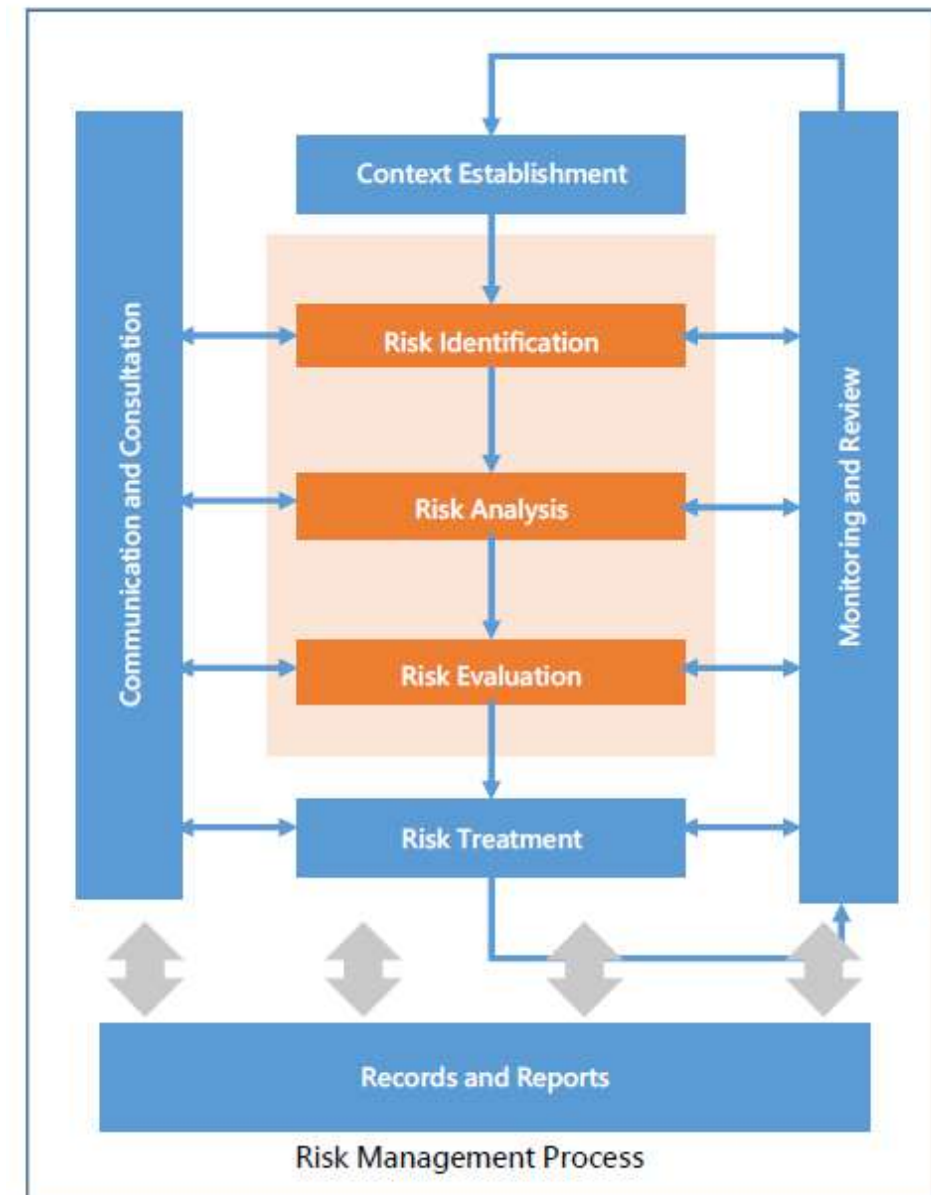 Context Establishment
Communication and Consultation
Risk Identification
Risk Analysis
Risk Evaluation
Risk Treatment
Monitoring and Review
Records and Reports
Risk Management Process